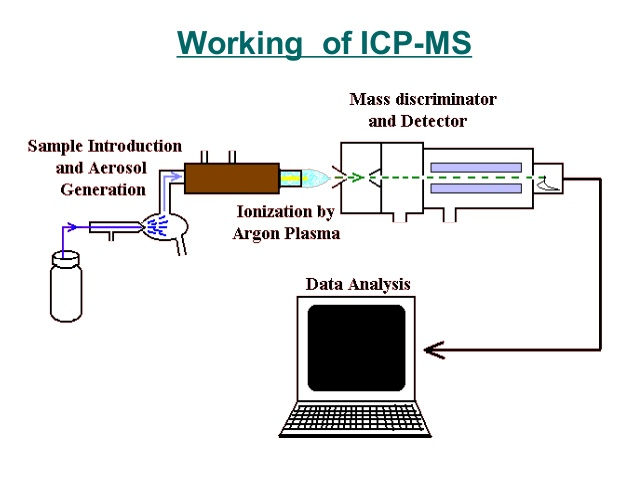 Working of ICP-MS
Mass discriminator
and Detector
Sample Introduction
and Aerosol
Generation
Ionization by
Argon Plasma
Data Analysis